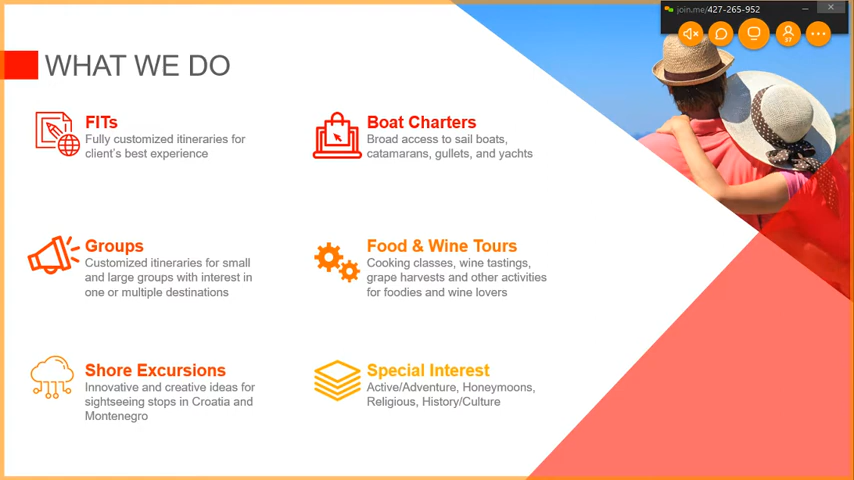 join.me/427-265-952
37
WHAT WE DO
FITs
Fully customized itineraries for
client's best experience
Boat Charters
Broad access to sail boats,
catamarans, gullets, and yachts
Groups
Customized itineraries for small
and large groups with interest in
one or multiple destinations
Food & Wine Tours
Cooking classes, wine tastings,
grape harvests and other activities
for foodies and wine lovers
Shore Excursions
Innovative and creative ideas for
sightseeing stops in Croatia and
Montenegro
Special Interest
Active/Adventure, Honeymoons,
Religious, History/Culture